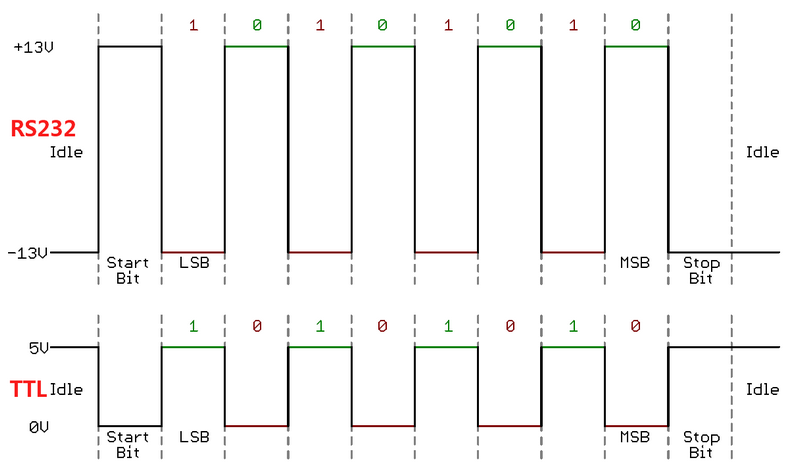 1 0 1 0 1 0 1 0
+13V
RS232
Idle
Idle
-13V
Start
Bit
LSB
MSB
Stop
Bit
1 0 1 0 1 0 1 0
5V
TTL Idle
Idle
0V
Start
Bit
LSB
MSB
Stop
Bit